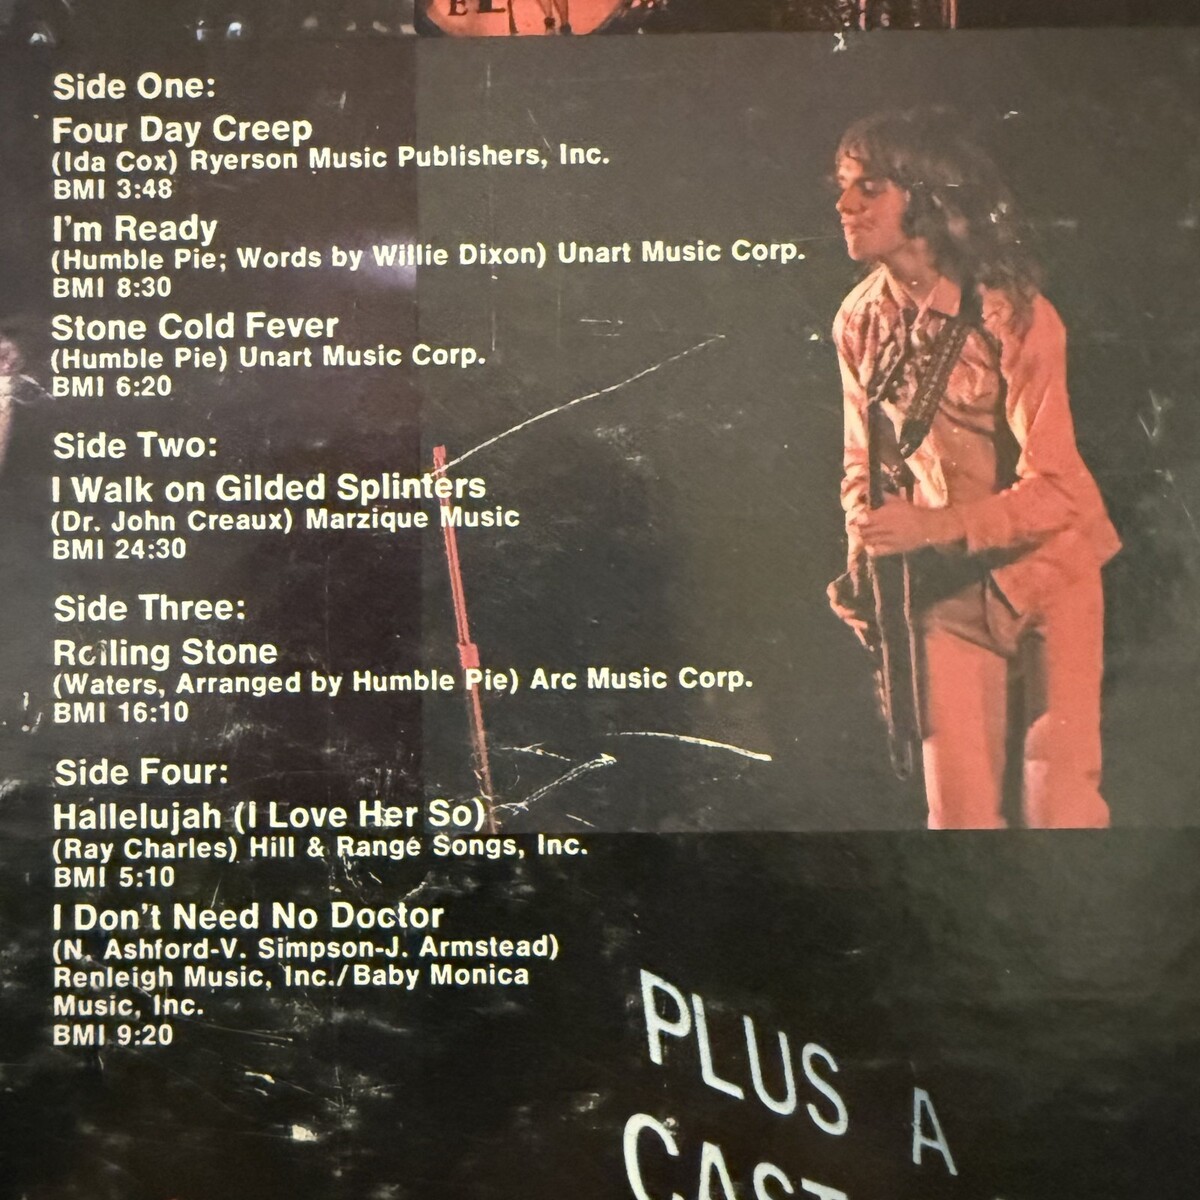 EL
Side One:
Four Day Creep
(Ida Cox) Ryerson Music Publishers, Inc.
BMI 3:48
I'm Ready
(Humble Pie; Words by Willie Dixon) Unart Music Corp.
BMI 8:30
Stone Cold Fever
(Humble Pie) Unart Music Corp.
BMI 6:20
Side Two:
I Walk on Gilded Splinters
(Dr. John Creaux) Marzique Music
BMI 24:30
Side Three:
Rolling Stone
(Waters, Arranged by Humble Pie) Arc Music Corp.
BMI 16:10
Side Four:
Hallelujah (I Love Her So)
(Ray Charles) Hill & Range Songs, Inc.
BMI 5:10
I Don't Need No Doctor
(N. Ashford-V. Simpson-J. Armstead)
Renleigh Music, Inc./Baby Monica
Music, Inc.
BMI 9:20
PLUS A
CAST